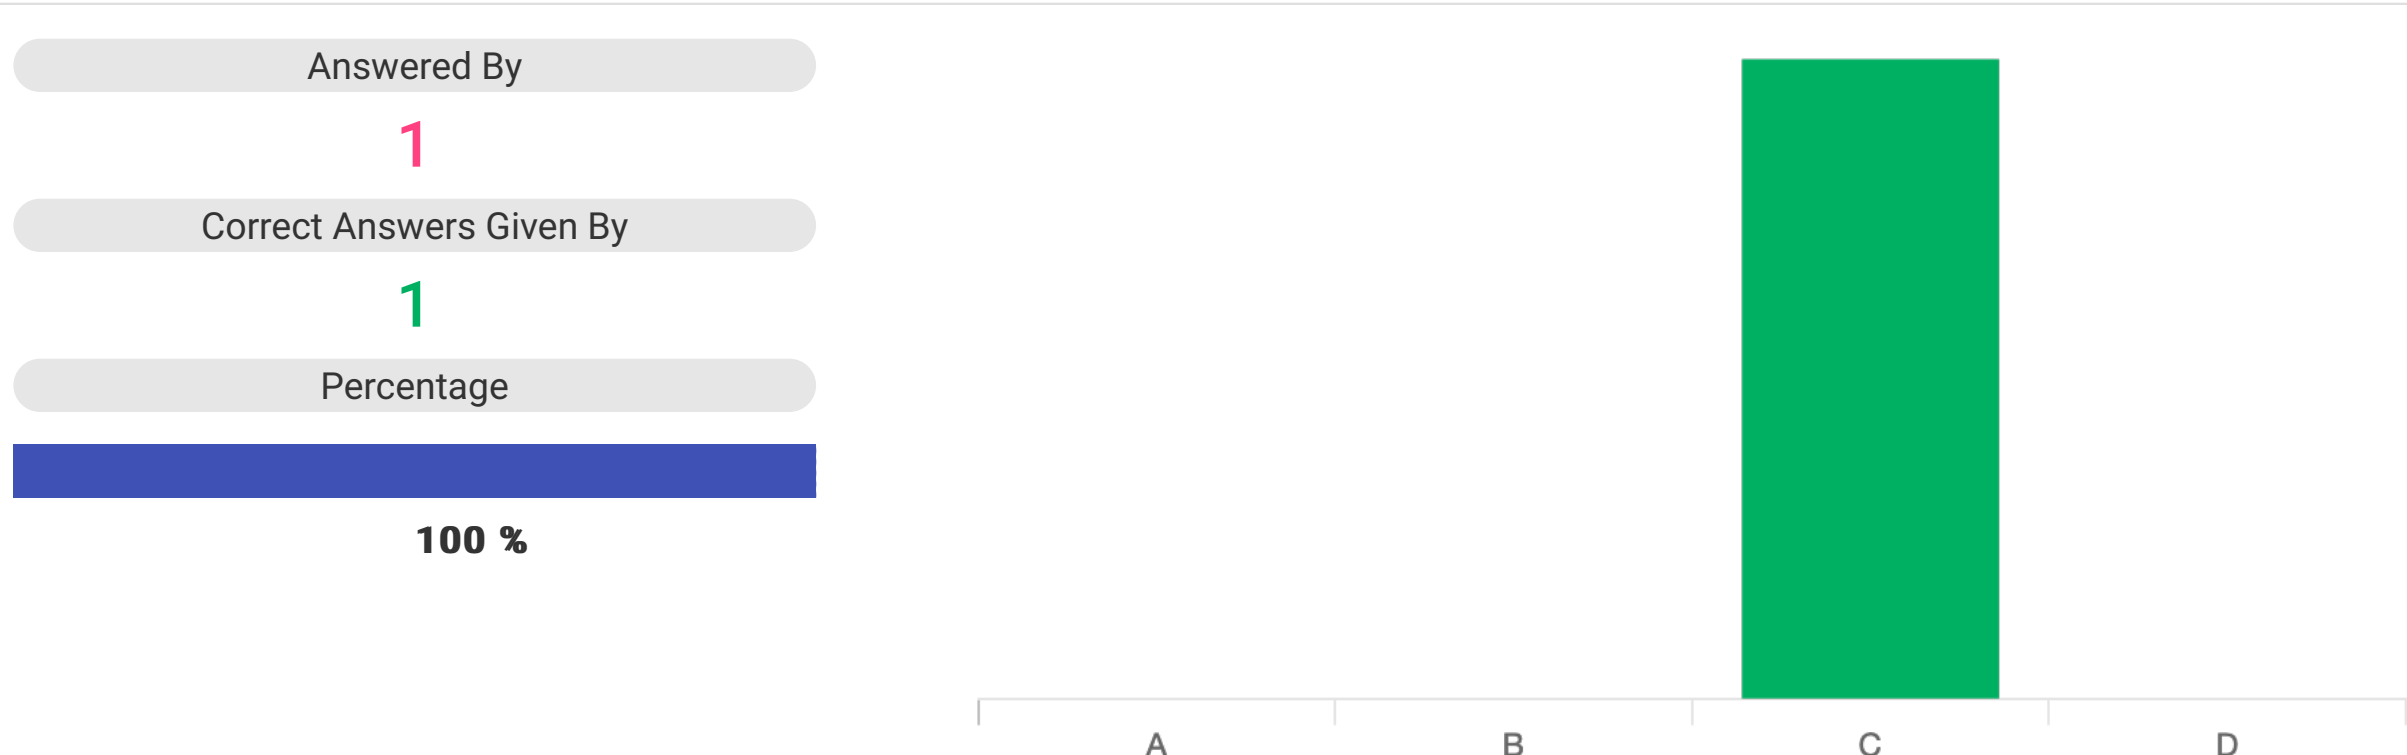 Answered By
1
Correct Answers Given By
1
Percentage
100 %
A B C D